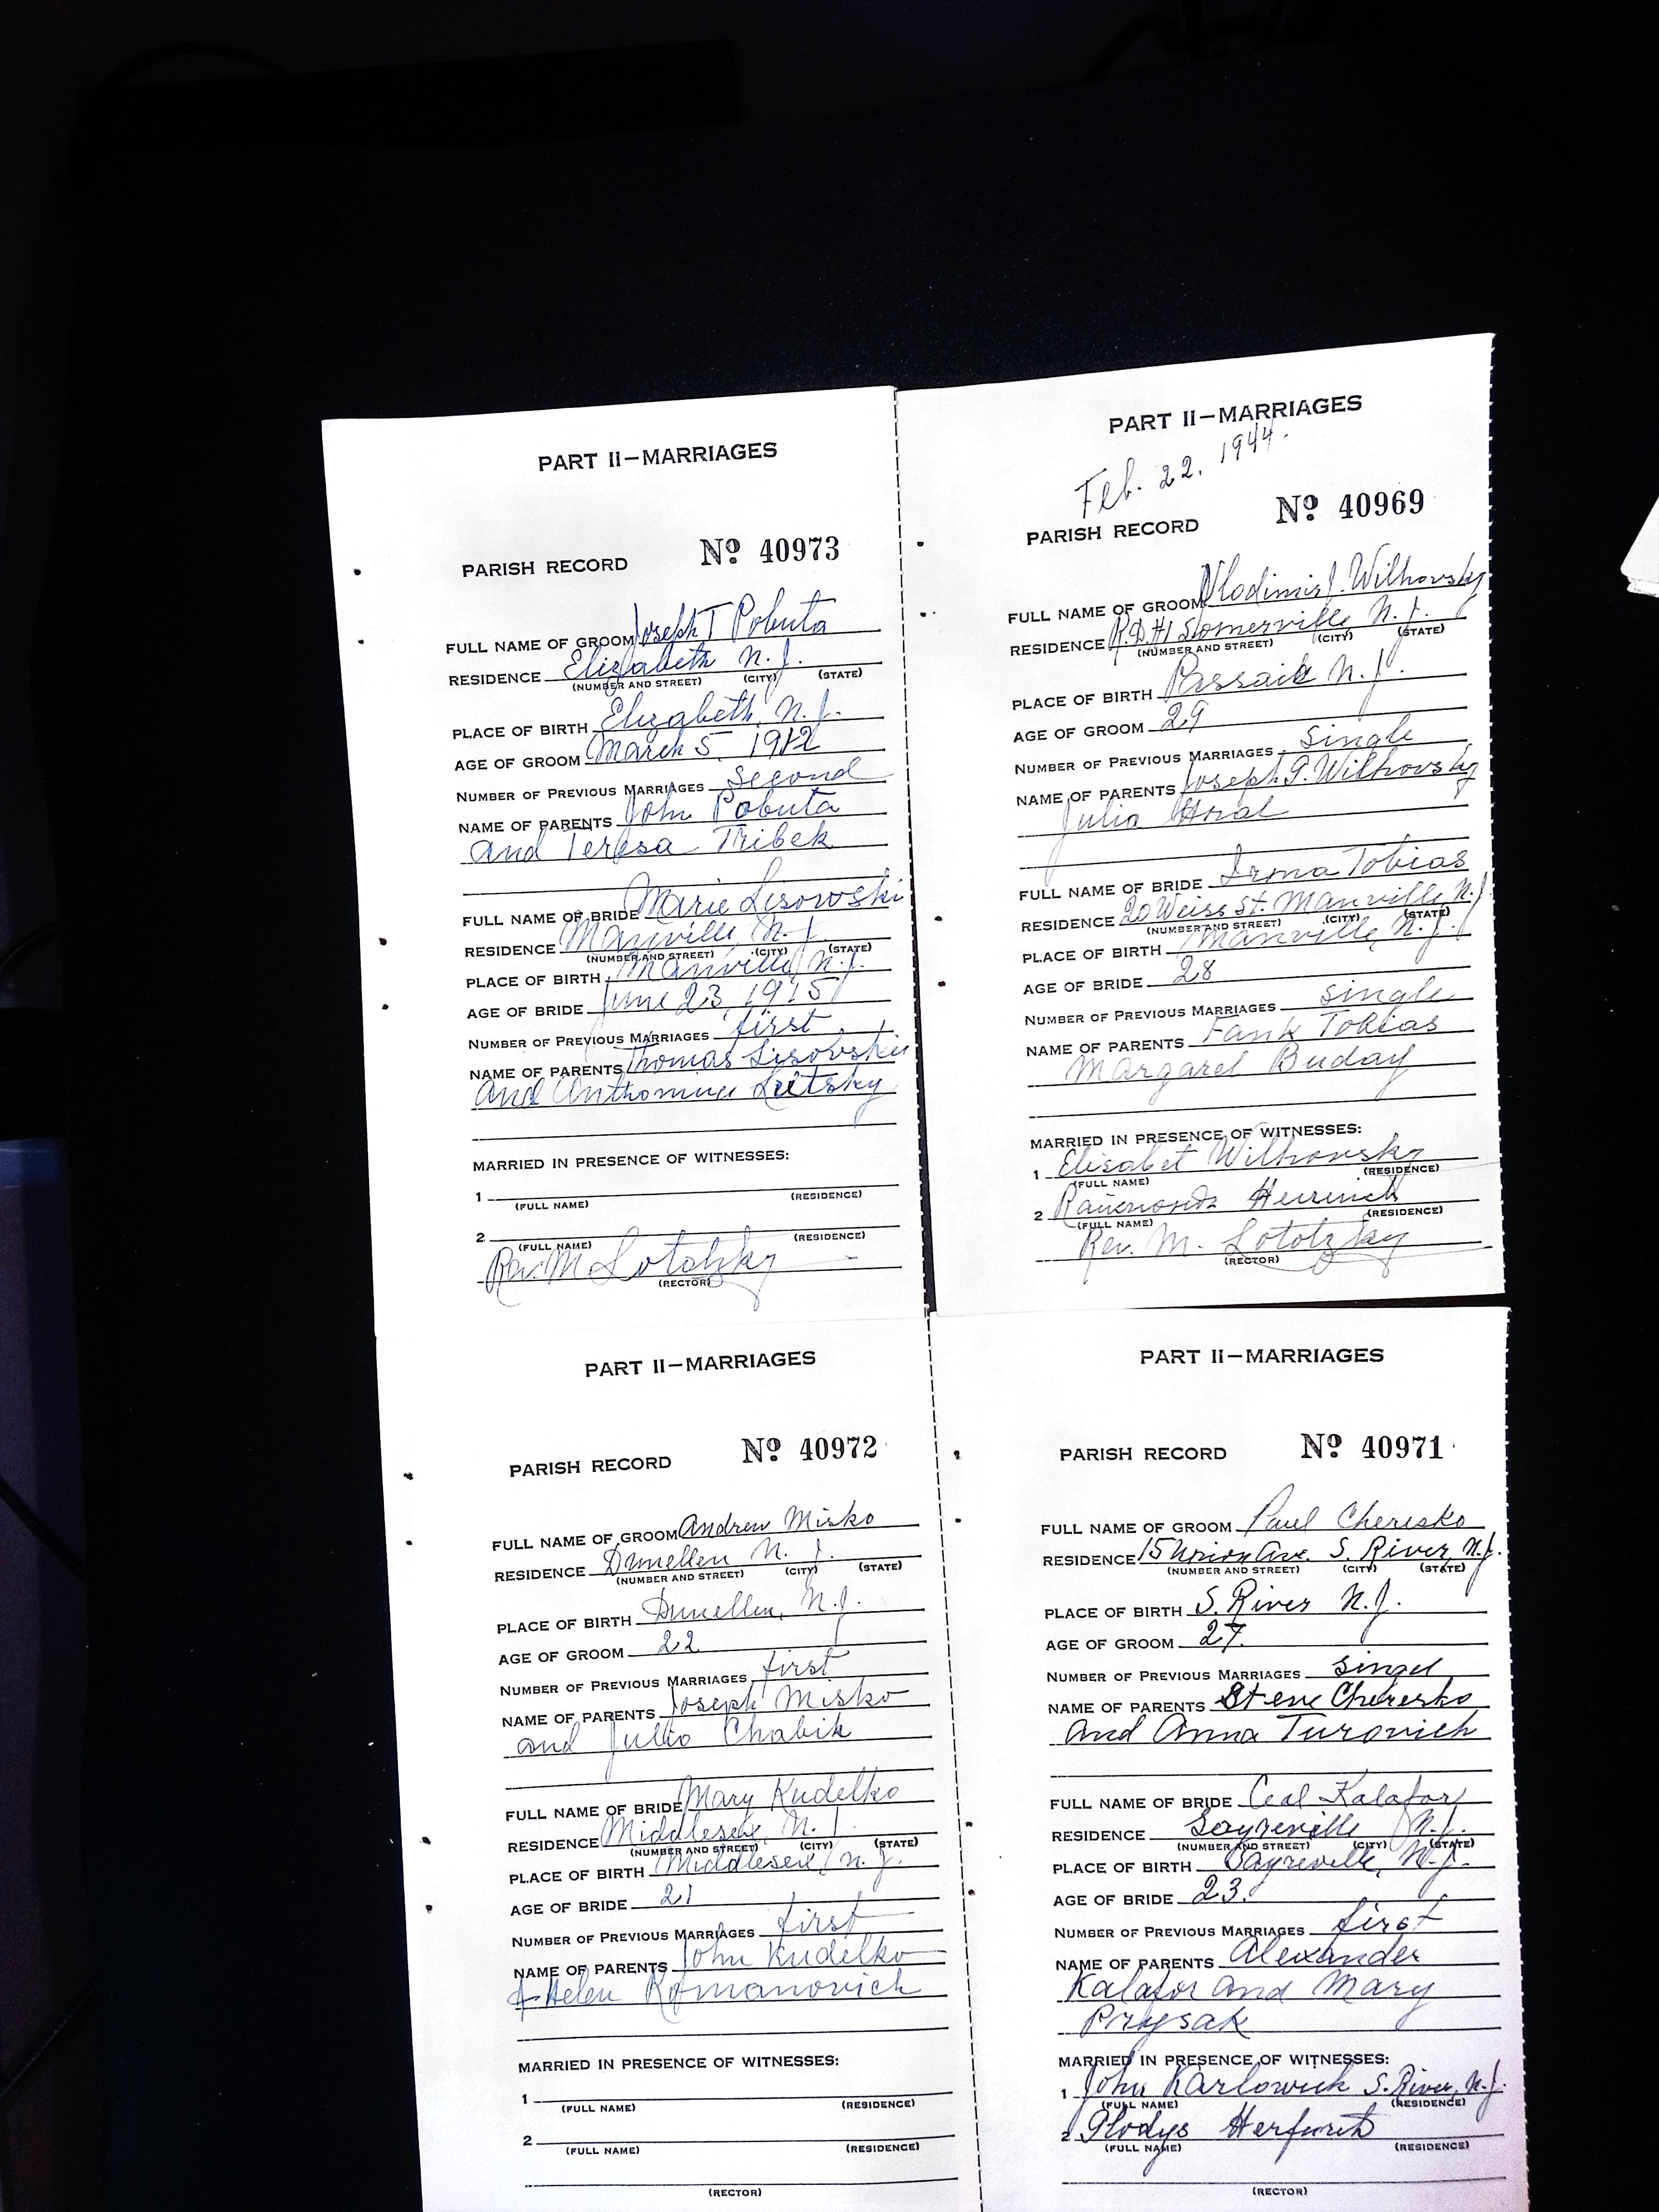 PART II—MARRIAGES
PARISH RECORD Nº 40973
FULL NAME OF GROOM Joseph T Pobuta
RESIDENCE Elizabeth N. J.
(NUMBER AND STREET) (CITY) (STATE)
PLACE OF BIRTH Elizabeth, N. J.
AGE OF GROOM March 5, 1912
NUMBER OF PREVIOUS MARRIAGES Second
NAME OF PARENTS John Pobuta
and Teresa Tribek
FULL NAME OF BRIDE Marie Lisowski
RESIDENCE Manville, N. J.
(NUMBER AND STREET) (CITY) (STATE)
PLACE OF BIRTH Manville, N. J.
AGE OF BRIDE June 23, 1915
NUMBER OF PREVIOUS MARRIAGES first
NAME OF PARENTS Thomas
and
MARRIED IN PRESENCE OF WITNESSES:
1
(FULL NAME) (RESIDENCE)
2
(FULL NAME) (RESIDENCE)
Rev. M Lototzky
(RECTOR)
PART II—MARRIAGES
Feb. 22, 1944.
PARISH RECORD Nº 40969
FULL NAME OF GROOM Vlodimir J. Wilhovsky
RESIDENCE R.D.#1 Somerville, N. J.
(NUMBER AND STREET) (CITY) (STATE)
PLACE OF BIRTH Passaik N. J.
AGE OF GROOM 29
NUMBER OF PREVIOUS MARRIAGES Single
NAME OF PARENTS Joseph P. Wilhovsky
Julia
FULL NAME OF BRIDE Irma Tobias
RESIDENCE 20 Weiss St. Manville, N. J.
(NUMBER AND STREET) (CITY) (STATE)
PLACE OF BIRTH Manville, N. J.
AGE OF BRIDE 28
NUMBER OF PREVIOUS MARRIAGES single
NAME OF PARENTS Fank Tobias
Margaret Buday
MARRIED IN PRESENCE OF WITNESSES:
1 Elisabet Wilhovsky
(FULL NAME) (RESIDENCE)
2
(FULL NAME) (RESIDENCE)
Rev. M. Lototzky
(RECTOR)
PART II—MARRIAGES
PARISH RECORD Nº 40972
FULL NAME OF GROOM Andrew Misko
RESIDENCE Dunellen N. J.
(NUMBER AND STREET) (CITY) (STATE)
PLACE OF BIRTH Dunellen, N. J.
AGE OF GROOM 22
NUMBER OF PREVIOUS MARRIAGES first
NAME OF PARENTS Joseph Misko
and Julia Chabik
FULL NAME OF BRIDE Mary Kudelko
RESIDENCE Middlesex, N. J.
(NUMBER AND STREET) (CITY) (STATE)
PLACE OF BIRTH Middlesex, N. J.
AGE OF BRIDE 21
NUMBER OF PREVIOUS MARRIAGES first
NAME OF PARENTS John Kudelko
& Helen Romanovich
MARRIED IN PRESENCE OF WITNESSES:
1
(FULL NAME) (RESIDENCE)
2
(FULL NAME) (RESIDENCE)
(RECTOR)
PART II—MARRIAGES
PARISH RECORD Nº 40971
FULL NAME OF GROOM Paul Cheresko
RESIDENCE 15 Union Ave. S. River, N. J.
(NUMBER AND STREET) (CITY) (STATE)
PLACE OF BIRTH S. River N. J.
AGE OF GROOM 27.
NUMBER OF PREVIOUS MARRIAGES singel
NAME OF PARENTS Steve Cheresko
and Anna Turovich
FULL NAME OF BRIDE Ceal Kalafor
RESIDENCE Sayreville N. J.
(NUMBER AND STREET) (CITY) (STATE)
PLACE OF BIRTH Sayreville, N. J.
AGE OF BRIDE 23.
NUMBER OF PREVIOUS MARRIAGES first
NAME OF PARENTS Alexander
Kalafor and Mary
Prysak
MARRIED IN PRESENCE OF WITNESSES:
1 John Karlowich S. River, N. J.
(FULL NAME) (RESIDENCE)
2 Gladys Herfurth
(FULL NAME) (RESIDENCE)
(RECTOR)